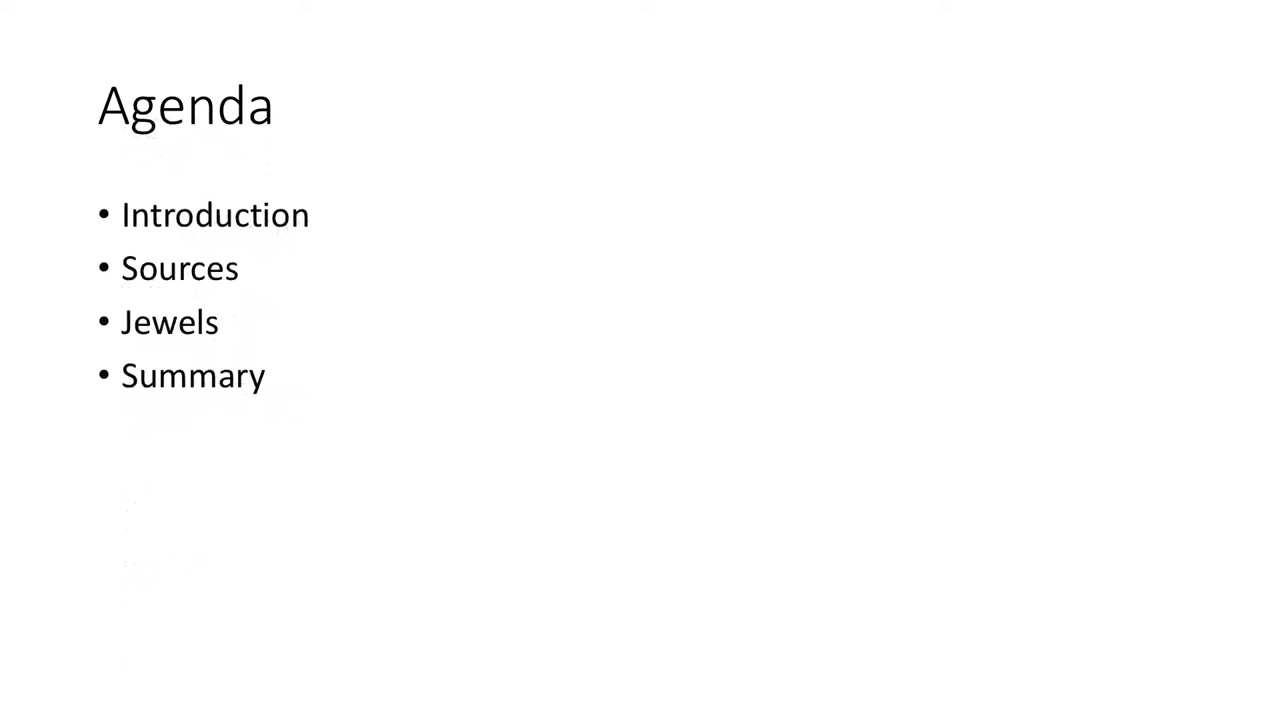 Agenda
• Introduction
• Sources
• Jewels
• Summary